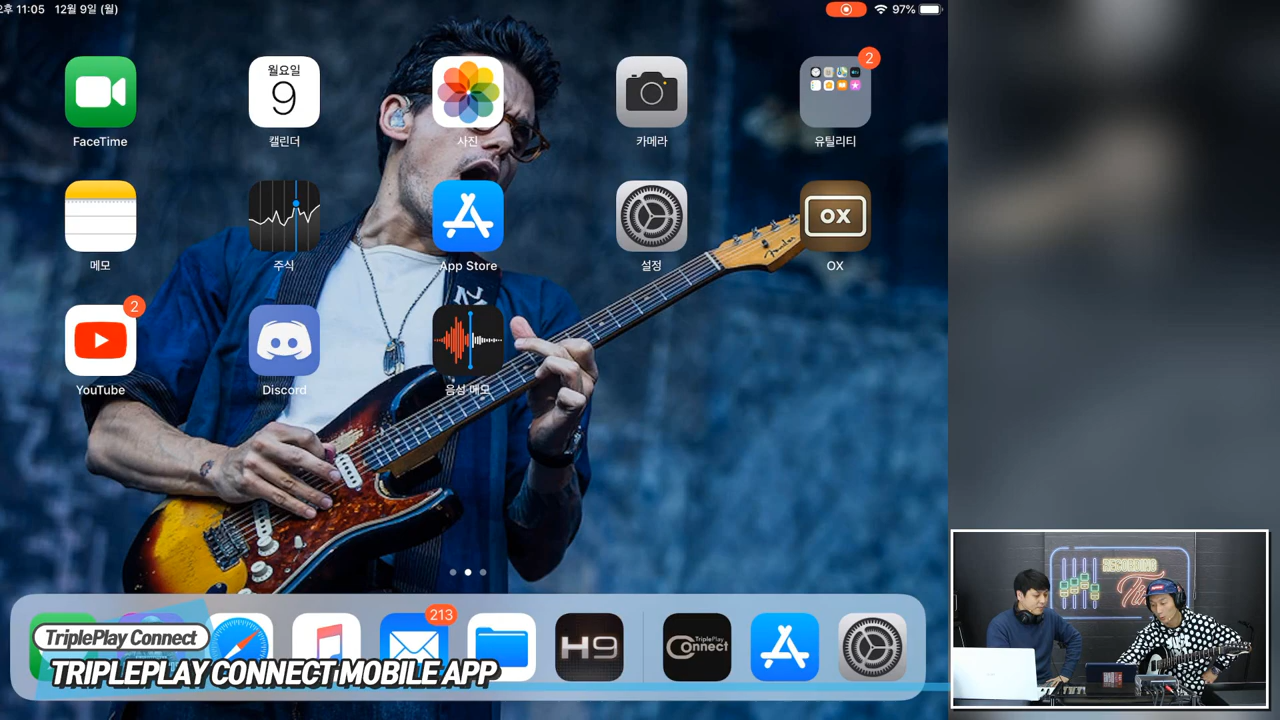 오후 11:05 12월 9일 (월)
97%
월요일
9
2
FaceTime
캘린더
사진
카메라
유틸리티
OX
메모
주식
App Store
설정
OX
2
YouTube
Discord
음성 메모
Fender
213
H9
TriplePlay
Connect
TriplePlay Connect
TRIPLEPLAY CONNECT MOBILE APP
RECORDING